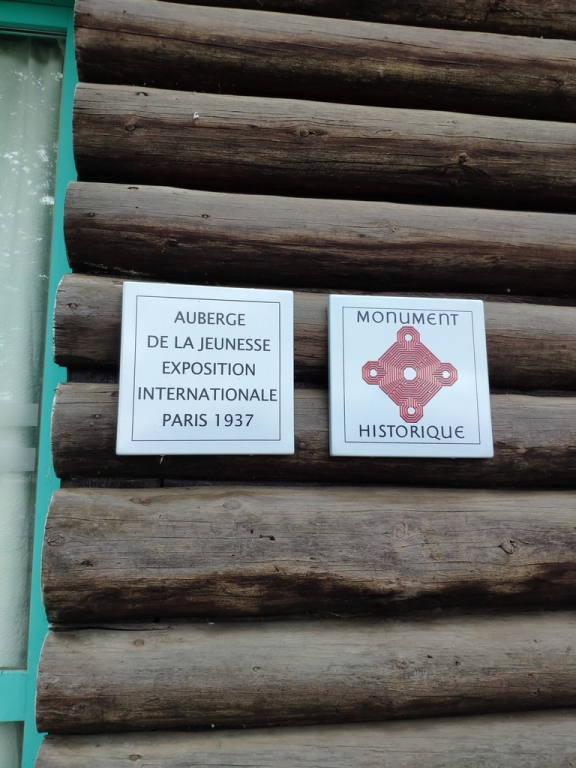 AUBERGE
DE LA JEUNESSE
EXPOSITION
INTERNATIONALE
PARIS 1937
MONUMENT
HISTORIQUE